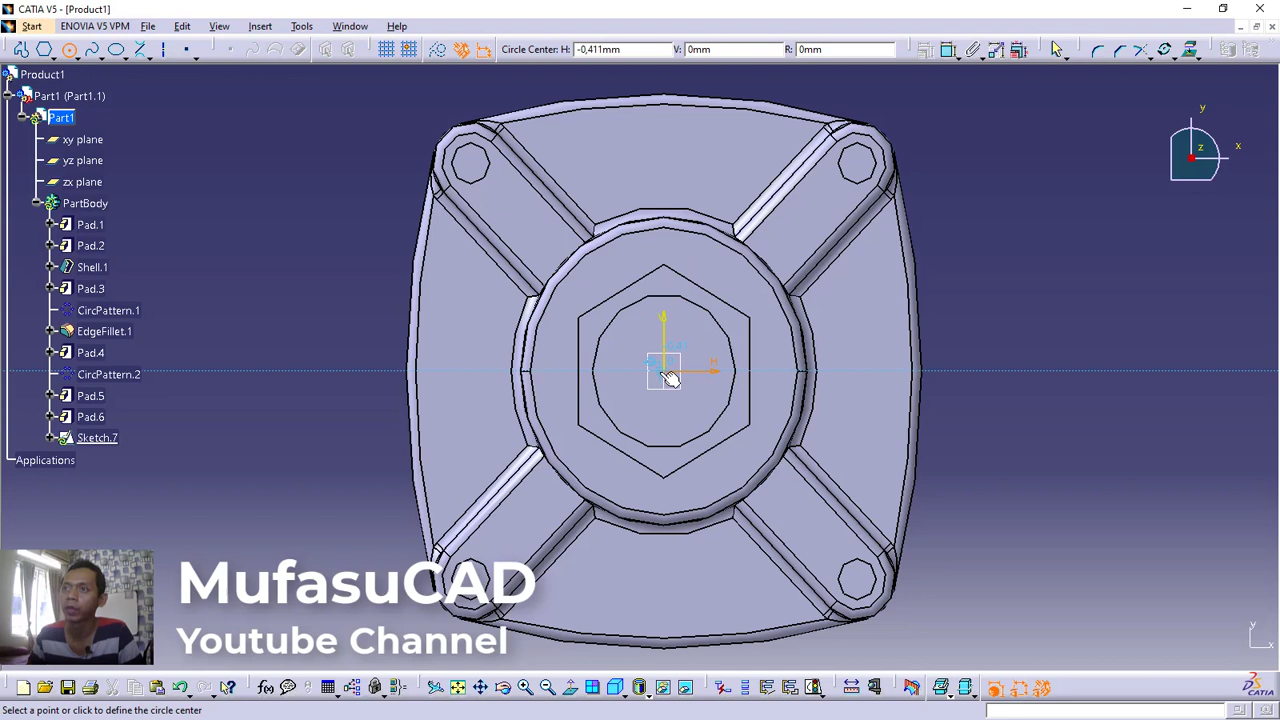 CATIA V5 - [Product1]
Start
ENOVIA V5 VPM
File
Edit
View
Insert
Tools
Window
Help
Circle Center: H: -0,411mm
V: 0mm
R: 0mm
Product1
Part1 (Part1.1)
Part1
xy plane
yz plane
zx plane
PartBody
Pad.1
Pad.2
Shell.1
Pad.3
CircPattern.1
EdgeFillet.1
Pad.4
CircPattern.2
Pad.5
Pad.6
Sketch.7
Applications
y
x
z
V
H
MufasuCAD
Youtube Channel
y
x
CATIA
Select a point or click to define the circle center